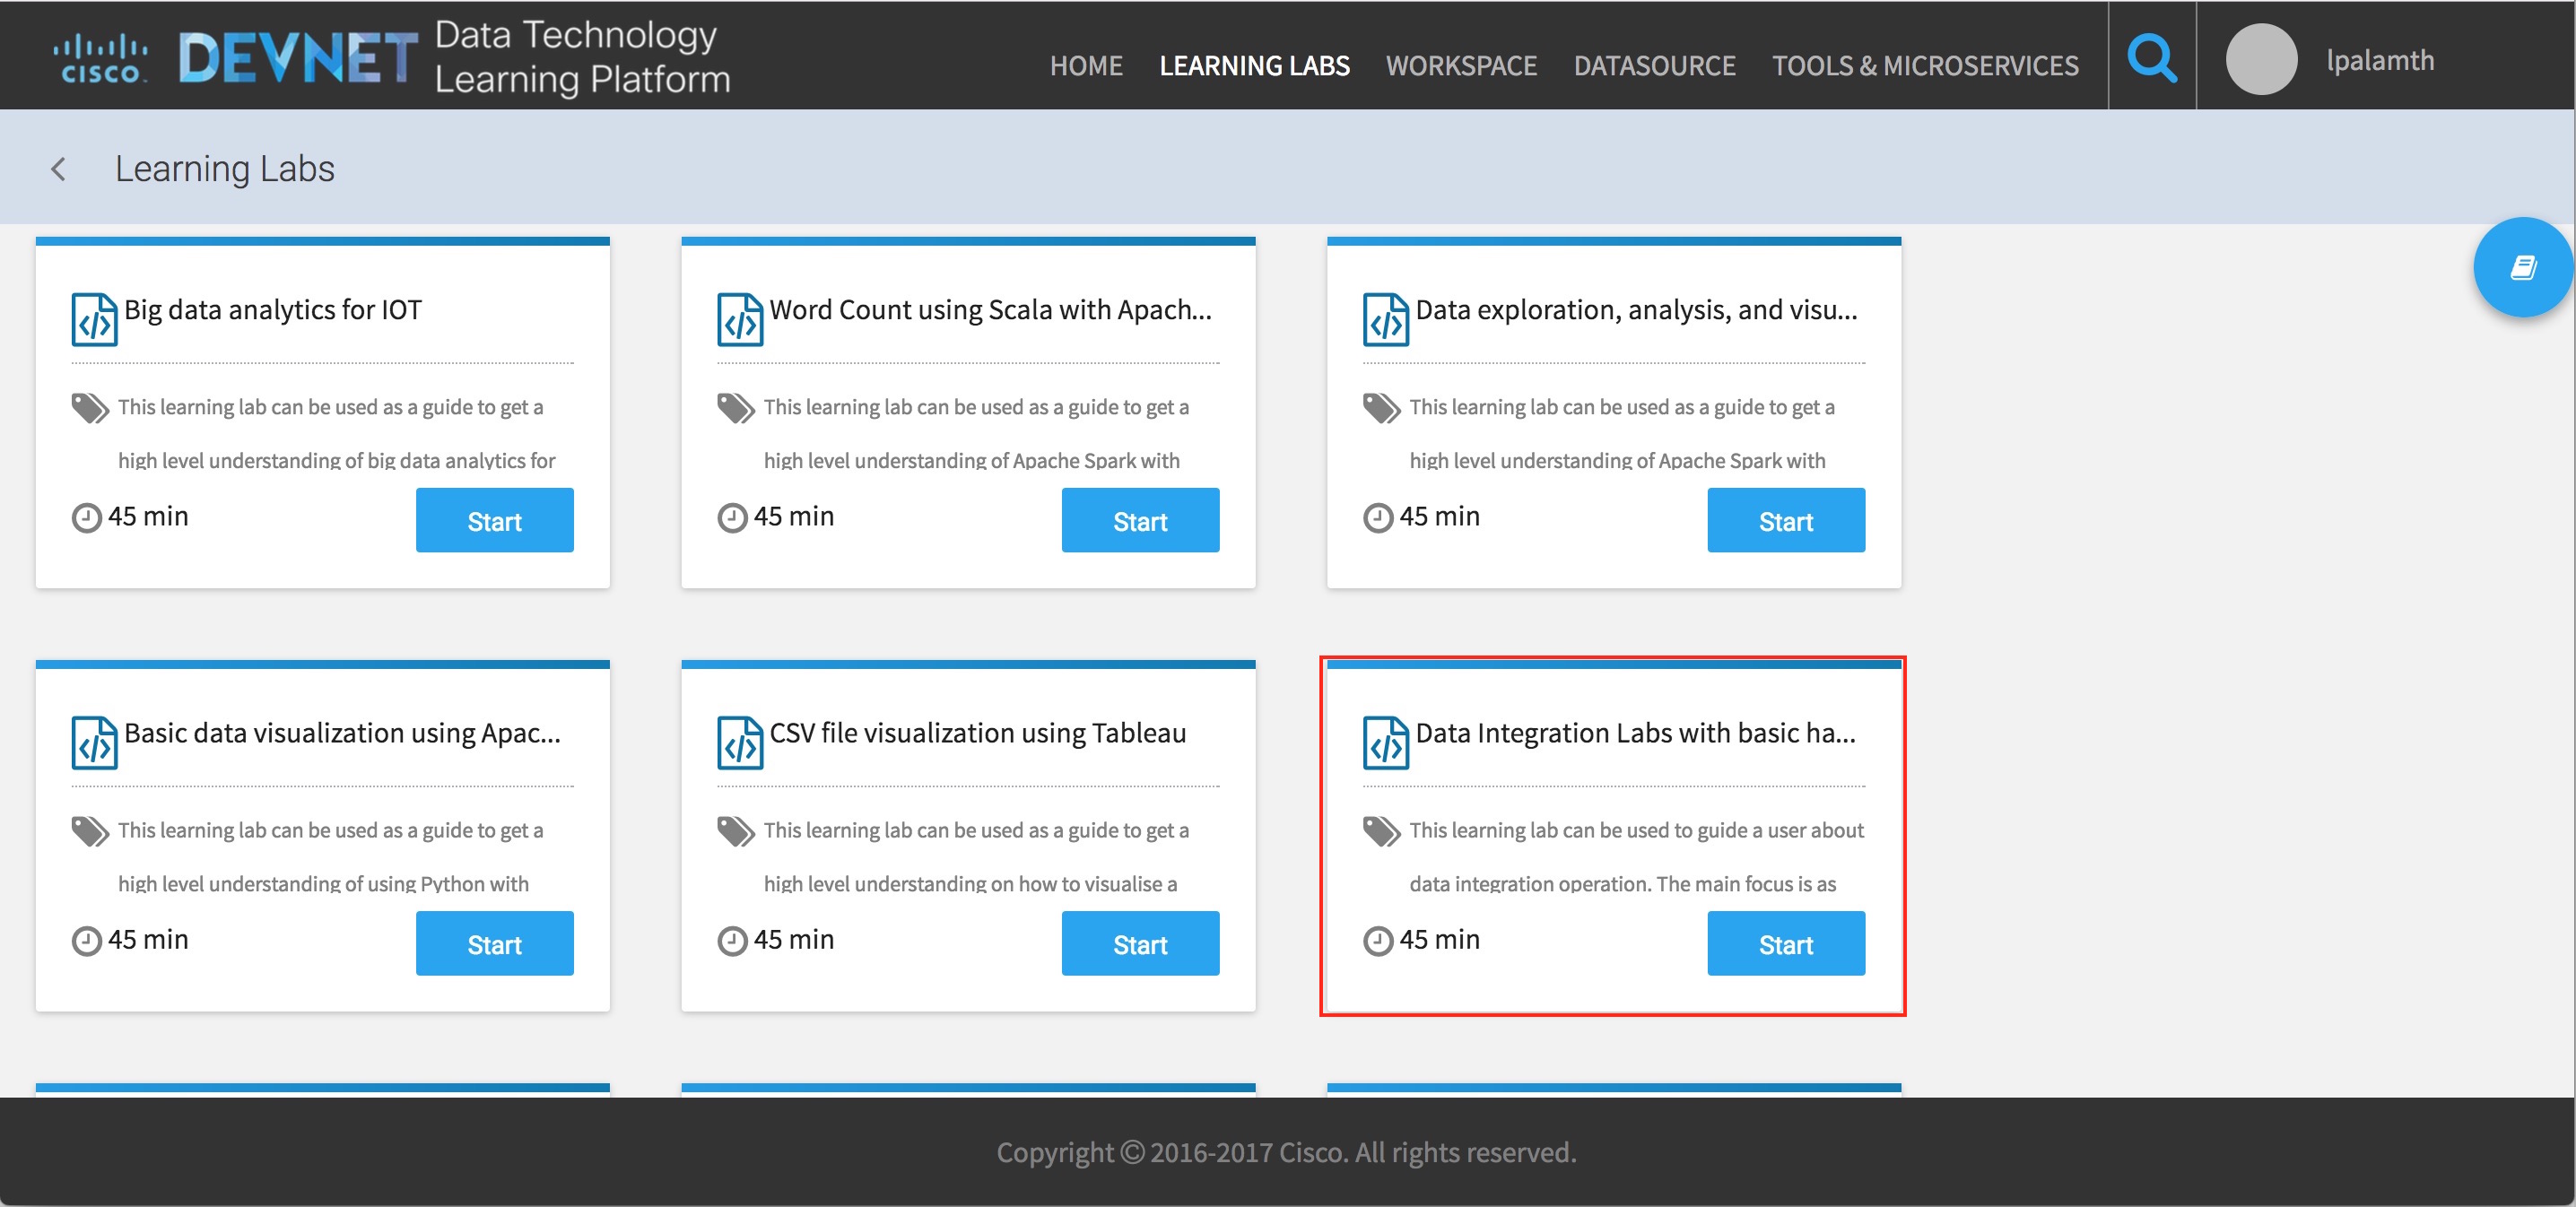 CISCO DEVNET Data Technology
Learning Platform
HOME LEARNING LABS WORKSPACE DATASOURCE TOOLS & MICROSERVICES lpalamth
Learning Labs
Big data analytics for IOT
This learning lab can be used as a guide to get a
high level understanding of big data analytics for
45 min Start
Word Count using Scala with Apach...
This learning lab can be used as a guide to get a
high level understanding of Apache Spark with
45 min Start
Data exploration, analysis, and visu...
This learning lab can be used as a guide to get a
high level understanding of Apache Spark with
45 min Start
Basic data visualization using Apac...
This learning lab can be used as a guide to get a
high level understanding of using Python with
45 min Start
CSV file visualization using Tableau
This learning lab can be used as a guide to get a
high level understanding on how to visualise a
45 min Start
Data Integration Labs with basic ha...
This learning lab can be used to guide a user about
data integration operation. The main focus is as
45 min Start
Copyright © 2016-2017 Cisco. All rights reserved.